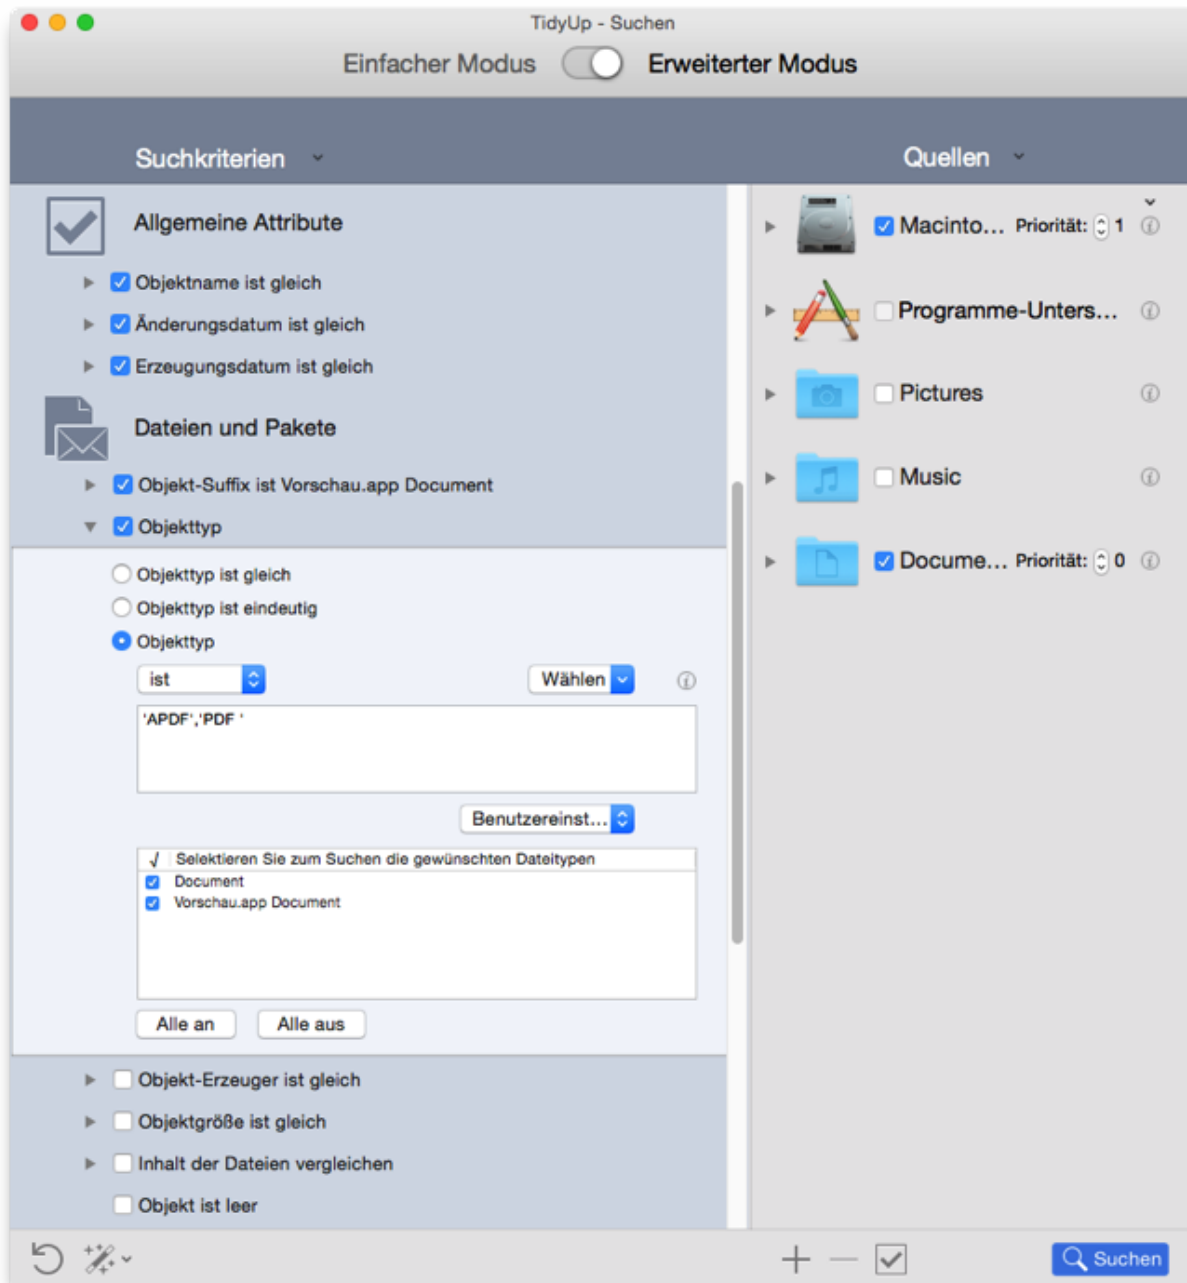 TidyUp - Suchen
Einfacher Modus Erweiterter Modus
Suchkriterien Quellen
Allgemeine Attribute
Objektname ist gleich
Änderungsdatum ist gleich
Erzeugungsdatum ist gleich
Dateien und Pakete
Objekt-Suffix ist Vorschau.app Document
Objekttyp
Objekttyp ist gleich
Objekttyp ist eindeutig
Objekttyp
ist Wählen
'APDF','PDF '
Benutzereinst...
√ Selektieren Sie zum Suchen die gewünschten Dateitypen
Document
Vorschau.app Document
Alle an Alle aus
Objekt-Erzeuger ist gleich
Objektgröße ist gleich
Inhalt der Dateien vergleichen
Objekt ist leer
Macinto... Priorität: 1
Programme-Unters...
Pictures
Music
Docume... Priorität: 0
Suchen